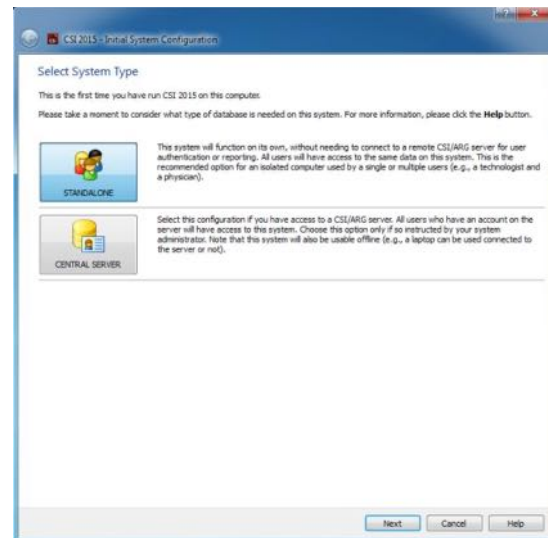 CSI 2015 - Initial System Configuration
Select System Type
This is the first time you have run CSI 2015 on this computer.
Please take a moment to consider what type of database is needed on this system. For more information, please click the Help button.
This system will function on its own, without needing to connect to a remote CSI/ARG server for user
authentication or reporting. All users will have access to the same data on this system. This is the
recommended option for an isolated computer used by a single or multiple users (e.g., a technologist and
a physician).
STANDALONE
Select this configuration if you have access to a CSI/ARG server. All users who have an account on the
server will have access to this system. Choose this option only if so instructed by your system
administrator. Note that this system will also be usable offline (e.g., a laptop can be used connected to
the server or not).
CENTRAL SERVER
Next Cancel Help